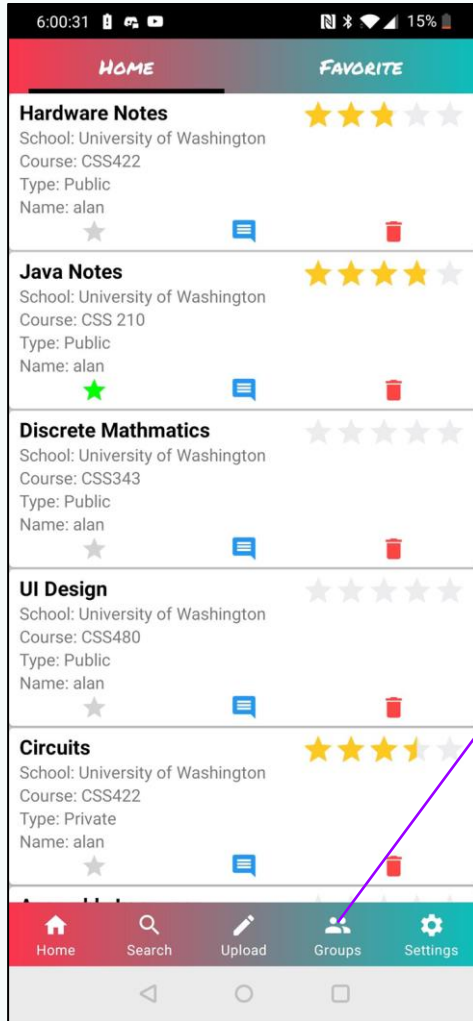 6:00:31
15%
HOME
FAVORITE
Hardware Notes
School: University of Washington
Course: CSS422
Type: Public
Name: alan
Java Notes
School: University of Washington
Course: CSS 210
Type: Public
Name: alan
Discrete Mathmatics
School: University of Washington
Course: CSS343
Type: Public
Name: alan
UI Design
School: University of Washington
Course: CSS480
Type: Public
Name: alan
Circuits
School: University of Washington
Course: CSS422
Type: Private
Name: alan
Home
Search
Upload
Groups
Settings